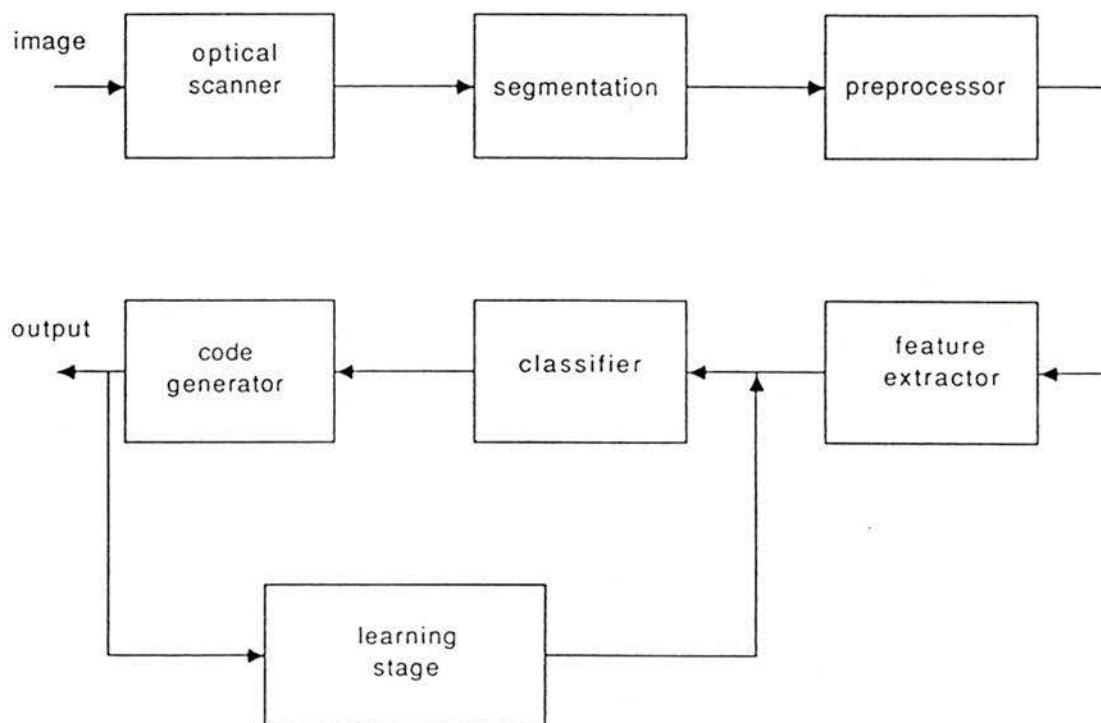 image
optical
scanner
segmentation
preprocessor
output
code
generator
classifier
feature
extractor
learning
stage